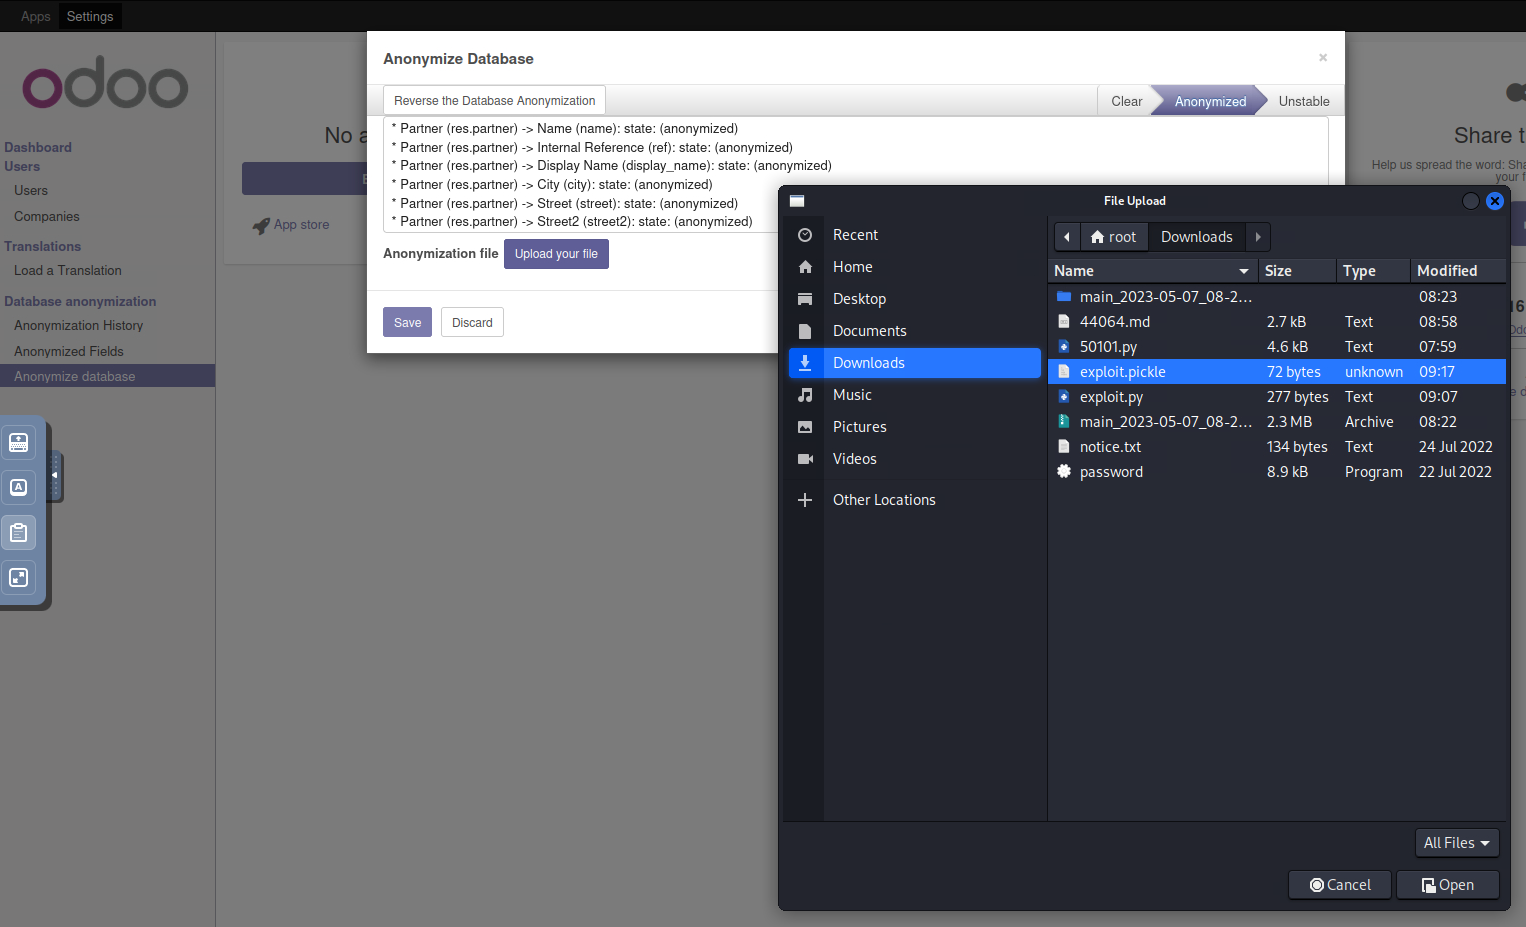 Apps Settings
odoo
Dashboard
Users
Users
Companies
Translations
Load a Translation
Database anonymization
Anonymization History
Anonymized Fields
Anonymize database
No a
App store
Anonymize Database
×
Reverse the Database Anonymization
Clear Anonymized Unstable
* Partner (res.partner) -> Name (name): state: (anonymized)
* Partner (res.partner) -> Internal Reference (ref): state: (anonymized)
* Partner (res.partner) -> Display Name (display_name): state: (anonymized)
* Partner (res.partner) -> City (city): state: (anonymized)
* Partner (res.partner) -> Street (street): state: (anonymized)
* Partner (res.partner) -> Street2 (street2): state: (anonymized)
Anonymization file Upload your file
Save Discard
Share t
Help us spread the word: Sha
your f
File Upload
Recent
Home
Desktop
Documents
Downloads
Music
Pictures
Videos
Other Locations
root Downloads
Name Size Type Modified
main_2023-05-07_08-2... 08:23
44064.md 2.7 kB Text 08:58
50101.py 4.6 kB Text 07:59
exploit.pickle 72 bytes unknown 09:17
exploit.py 277 bytes Text 09:07
main_2023-05-07_08-2... 2.3 MB Archive 08:22
notice.txt 134 bytes Text 24 Jul 2022
password 8.9 kB Program 22 Jul 2022
All Files
Cancel Open